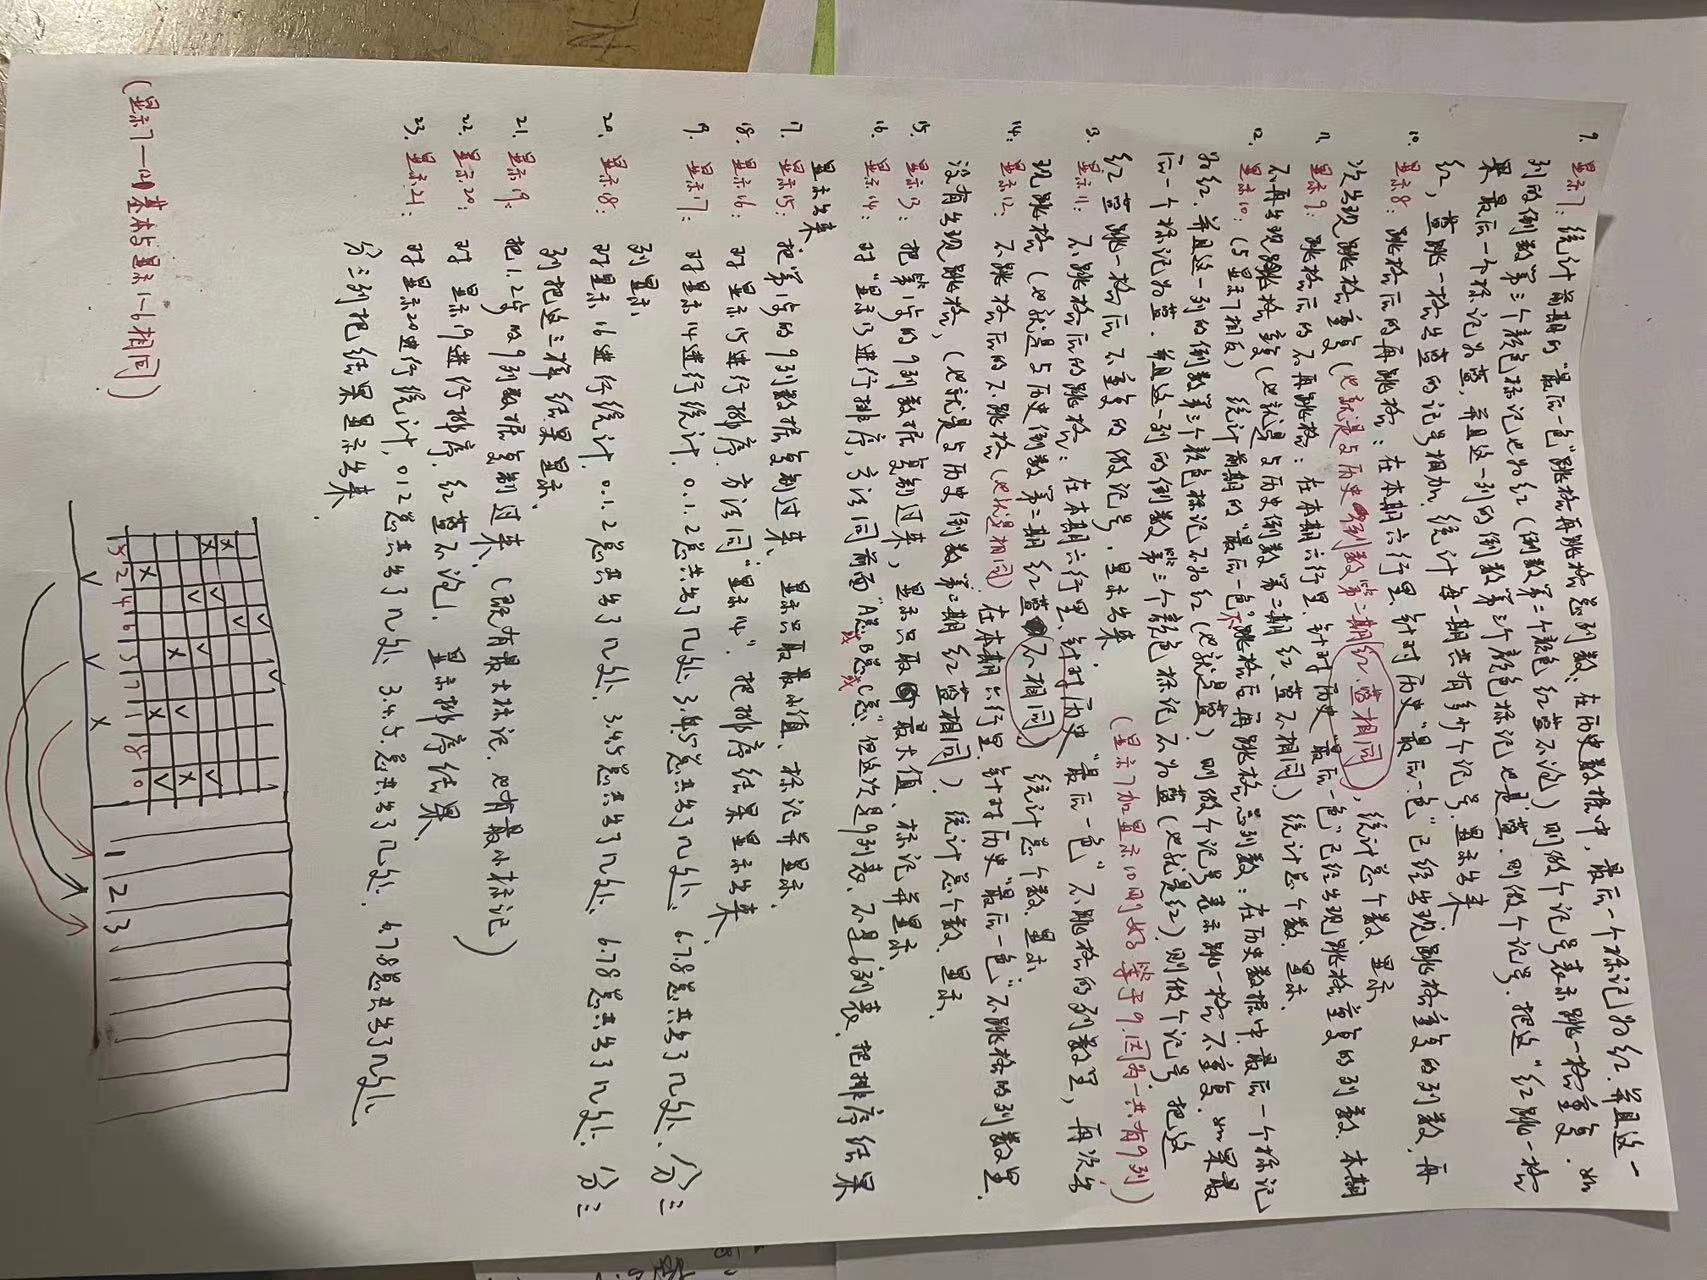 9. 显示7: 统计前期的"最后一色"跳格再跳格总列数: 在历史数据中, 最后一个标记为红. 并且这一
列的倒数第三个颜色标记也为红 (倒数第二个颜色 红蓝不论) 则做个记号表示跳一格重复. 如
果最后一个标记为蓝, 并且这一列的倒数第三个颜色标记也是蓝. 则做个记号. 把这"红跳一格
红, 蓝跳一格出蓝的记号相加. 统计每一期共有多少个记号. 显示出来
10. 显示8: 跳格后的再跳格: 在本期六行里. 针对历史"最后一色"已经出现跳格重复的列数. 再
次出现跳格重复 (也就是与历史倒数第二期红.蓝相同), 统计总个数. 显示
11. 显示9: 跳格后的不再跳格: 在本期六行里. 针对历史"最后一色"已经出现跳格重复的列数. 本期
不再出现跳格重复 (也就是与历史倒数第二期红、蓝不相同.) 统计总个数. 显示.
12. 显示10: (与显示7相反) 统计前期的"最后一色"不跳格后再跳格总列数: 在历史数据中. 最后一个标记
为红. 并且这一列的倒数第三个颜色标记不为红 (也就是蓝) 则做个记号表示跳一格不重复. 如果最
后一个标记为蓝. 并且这一列的倒数第三个颜色标记不为蓝 (也就是红). 则做个记号. 把这
红蓝跳一格后不重复的做记号. 显示出来. (显示7加显示10刚好等于9.因为一共有9列)
13. 显示11: 不跳格后的跳格: 在本期六行里. 针对历史"最后一色"不跳格的列数里, 再次出
现跳格 (也就是与历史倒数第二期红蓝不相同) 统计总个数. 显示.
14. 显示12: 不跳格后的不跳格 (也就是相同) 在本期六行里. 针对历史"最后一色"不跳格的列数里.
没有出现跳格, (也就是与历史倒数第二期红蓝相同). 统计总个数. 显示.
15. 显示13: 把第1步的9列数据复制过来, 显示只取最大值. 标记并显示.
16. 显示14: 对"显示13进行排序, 方法同前面"A总或B总或C总". 但这次是9列表. 不是6列表. 把排序结果
显示出来.
17. 显示15: 把第1步的9列数据复制过来、显示只取最小值、标记并显示.
18. 显示16: 对显示15进行排序. 方法同"显示14". 把排序结果显示出来.
19. 显示17: 对显示14进行统计. 0.1.2总共出了几处. 3.4.5总共出了几处. 6.7.8总共出了几处. 分三
列显示.
20. 显示18: 对显示16进行统计. 0.1.2总共出了几处. 3.4.5总共出了几处. 6.7.8总共出了几处. 分三
列把这三样结果显示.
21. 显示19: 把1.2步的9列数据复制过来. (既有最大标记. 也有最小标记)
22. 显示20: 对显示19进行排序. 红蓝不论. 显示排序结果.
23. 显示21: 对显示20进行统计, 012总共出了几处. 3.4.5.总共出了几处. 6.7.8总共出了几处.
分三列把结果显示出来.
(显示7—12基本与显示1-6相同)
5 2 4 6 3 7 1 8 0
1 2 3